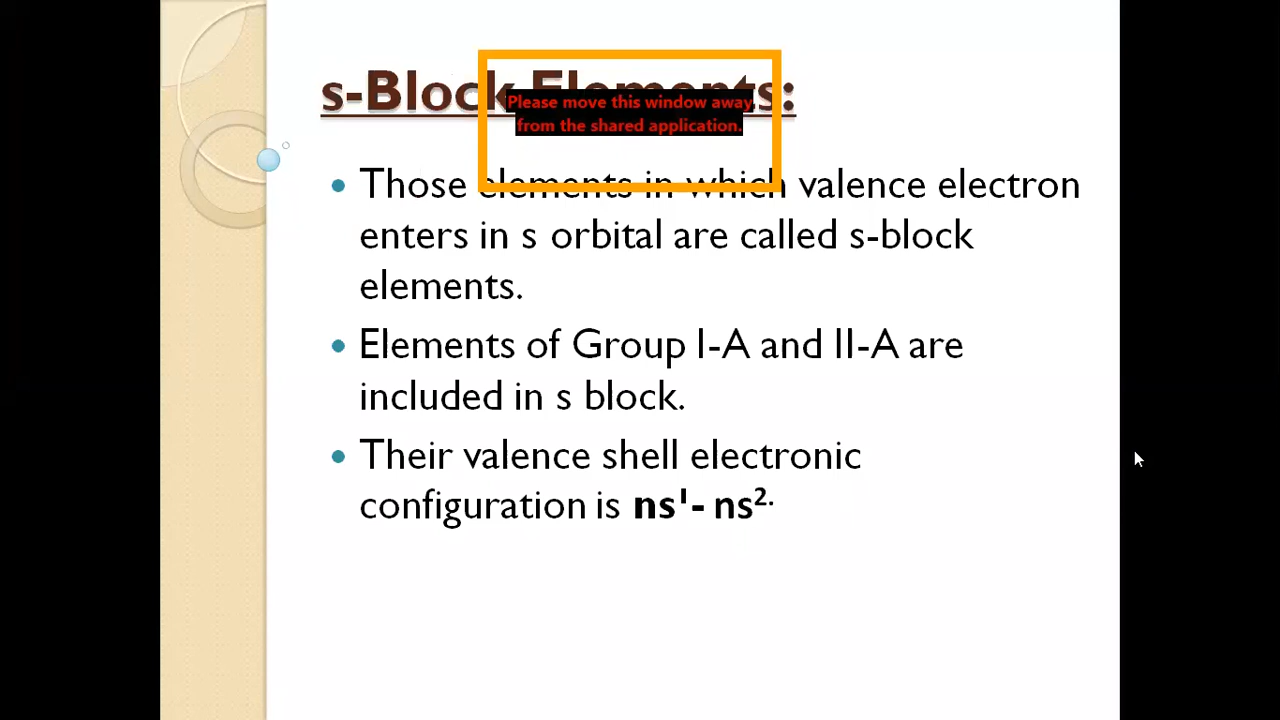 s-Block Elements:
Please move this window away
from the shared application.
• Those elements in which valence electron
enters in s orbital are called s-block
elements.
• Elements of Group I-A and II-A are
included in s block.
• Their valence shell electronic
configuration is ns¹- ns².